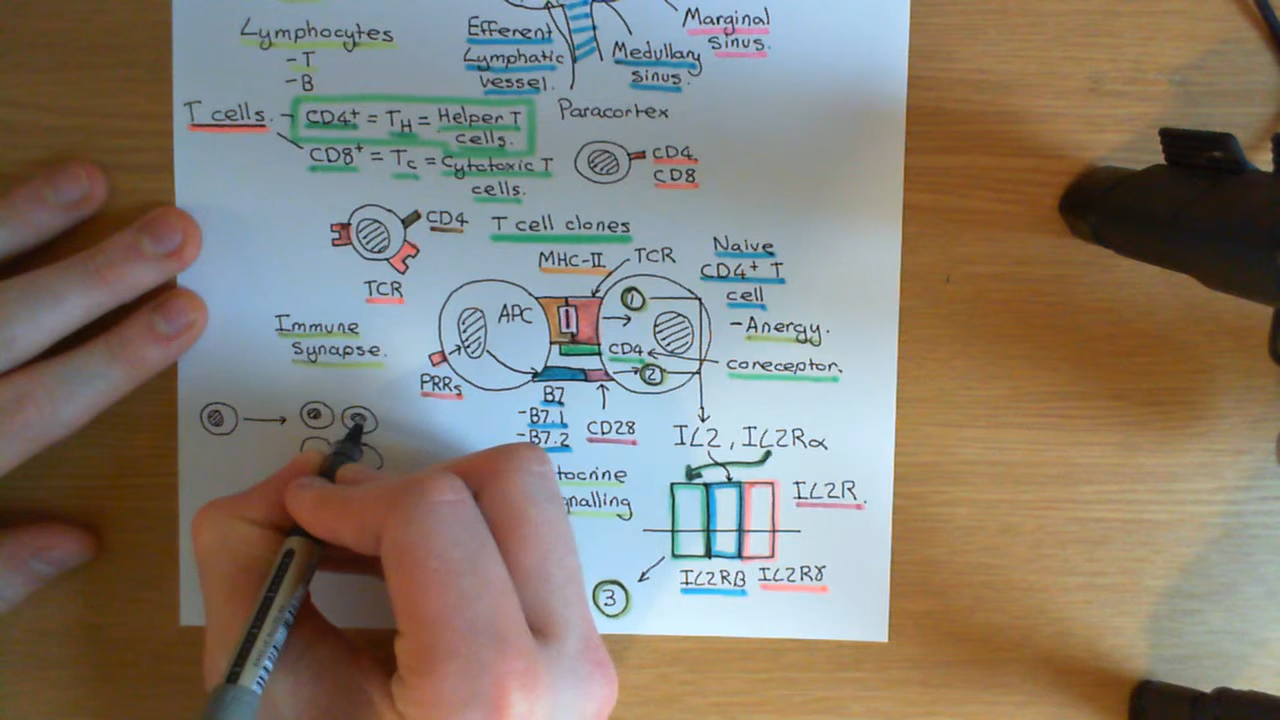 Lymphocytes
-T
-B
Efferent
Lymphatic
vessel.
Medullary
sinus.
Marginal
sinus.
T cells. CD4⁺ = T_H = Helper T
cells.
CD8⁺ = T_c = Cytotoxic T
cells.
Paracortex
CD4
CD8
CD4
TCR
T cell clones
MHC-II
TCR
Naive
CD4⁺ T
cell
-Anergy.
APC
1
CD4
coreceptor.
2
Immune
Synapse.
PRRs
B7
-B7.1
-B7.2
CD28
IL2, IL2Rα
IL2R.
IL2Rβ
IL2Rγ
3